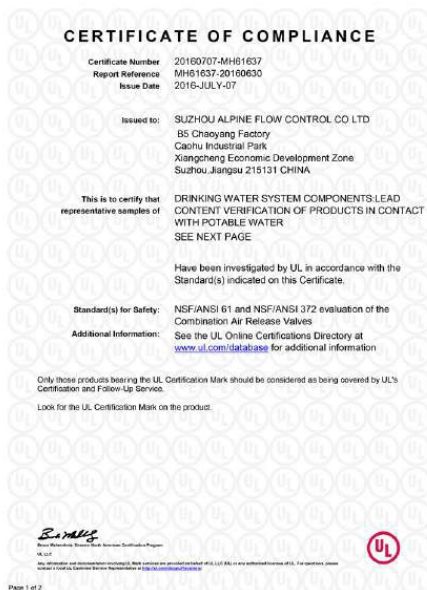 CERTIFICATE OF COMPLIANCE
Certificate Number 20160707-MH61637
Report Reference MH61637-20160630
Issue Date 2016-JULY-07
Issued to: SUZHOU ALPINE FLOW CONTROL CO LTD
B5 Chaoyang Factory
Caohu Industrial Park
Xiangcheng Economic Development Zone
Suzhou,Jiangsu 215131 CHINA
This is to certify that DRINKING WATER SYSTEM COMPONENTS:LEAD
representative samples of CONTENT VERIFICATION OF PRODUCTS IN CONTACT
WITH POTABLE WATER
SEE NEXT PAGE
Have been investigated by UL in accordance with the
Standard(s) indicated on this Certificate.
Standard(s) for Safety: NSF/ANSI 61 and NSF/ANSI 372 evaluation of the
Combination Air Release Valves
Additional Information: See the UL Online Certifications Directory at
www.ul.com/database for additional information
Only those products bearing the UL Certification Mark should be considered as being covered by UL's
Certification and Follow-Up Service.
Look for the UL Certification Mark on the product.
UL LLC
UL
Page 1 of 2